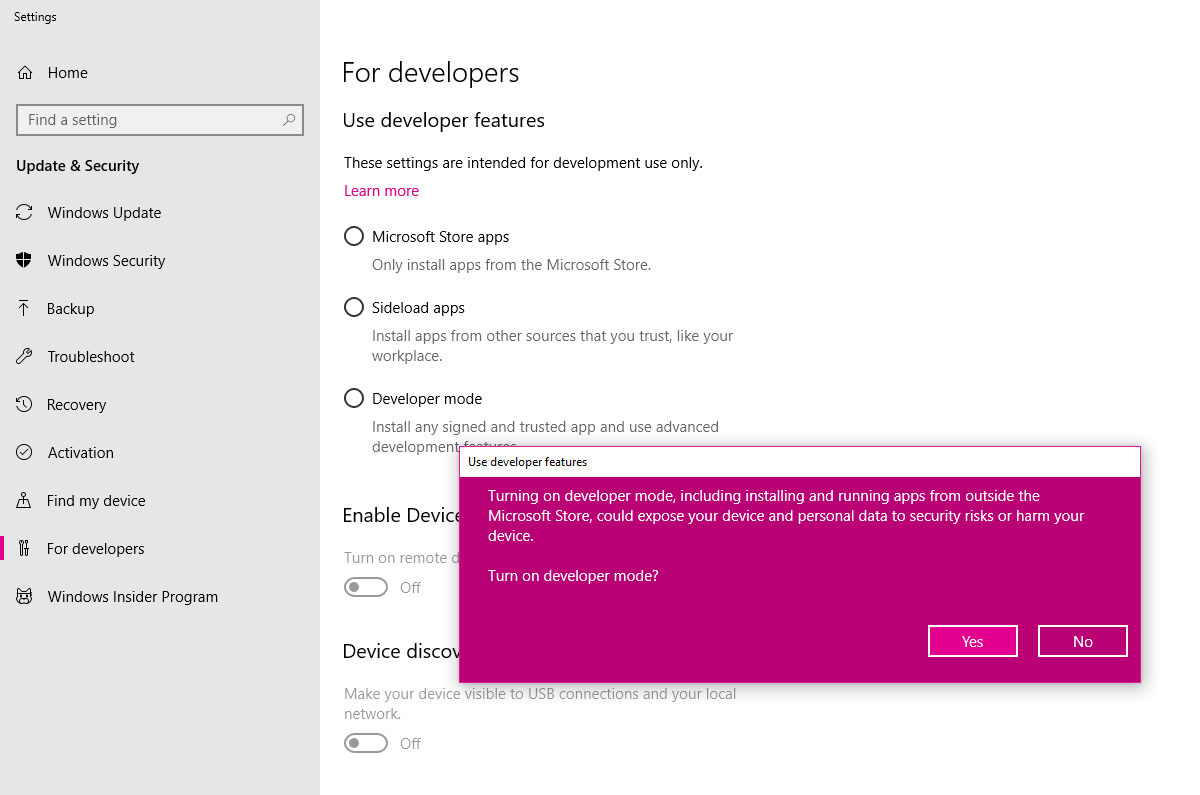 Settings
Home
Find a setting
Update & Security
Windows Update
Windows Security
Backup
Troubleshoot
Recovery
Activation
Find my device
For developers
Windows Insider Program
For developers
Use developer features
These settings are intended for development use only.
Learn more
Microsoft Store apps
Only install apps from the Microsoft Store.
Sideload apps
Install apps from other sources that you trust, like your
workplace.
Developer mode
Install any signed and trusted app and use advanced
development features.
Use developer features
Turning on developer mode, including installing and running apps from outside the
Microsoft Store, could expose your device and personal data to security risks or harm your
device.
Turn on developer mode?
Yes
No
Enable Device
Turn on remote
Off
Device
Make your device visible to USB connections and your local
network.
Off